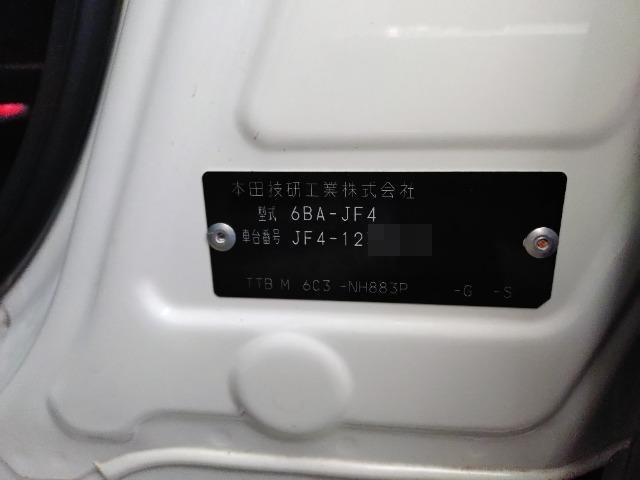 本田技研工業株式会社
型式 6BA-JF4
車台番号 JF4-12
TTB M 6C3 -NH883P -G -S